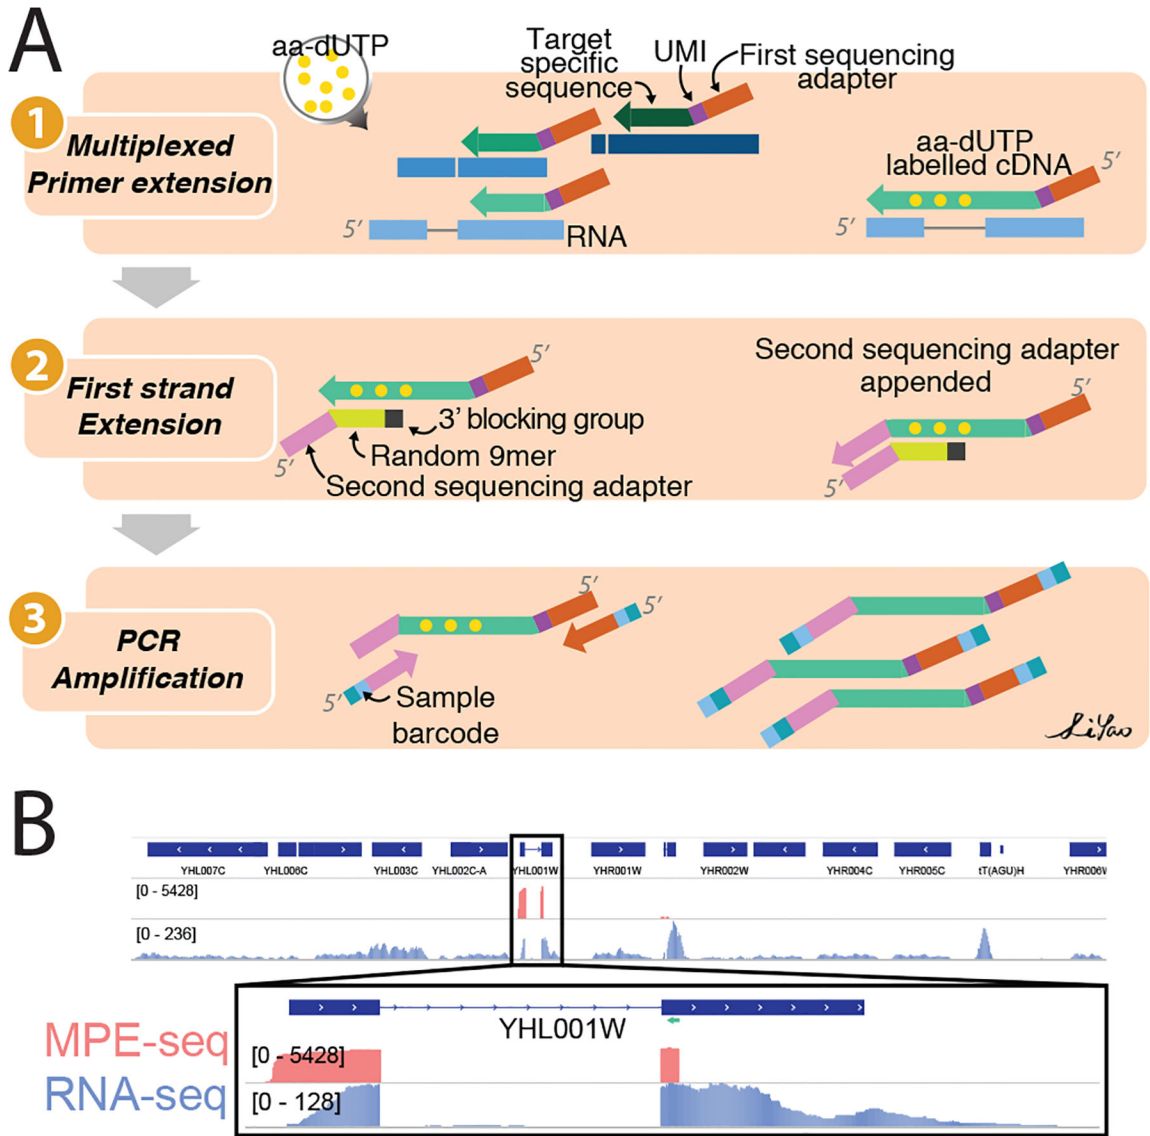 A
aa-dUTP
Target
specific
sequence
UMI
First sequencing
adapter
1
Multiplexed
Primer extension
aa-dUTP
labelled cDNA
5′
5′
RNA
5′
2
First strand
Extension
5′
3’ blocking group
Random 9mer
5′
Second sequencing adapter
Second sequencing adapter
appended
5′
5′
3
PCR
Amplification
5′
5′
5′
Sample
barcode
LiYao
B
YHL007C
YHL006C
YHL003C
YHL002C-A
YHL001W
YHR001W
YHR002W
YHR004C
YHR005C
tT(AGU)H
YHR006W
[0 - 5428]
[0 - 236]
YHL001W
MPE-seq
[0 - 5428]
RNA-seq
[0 - 128]